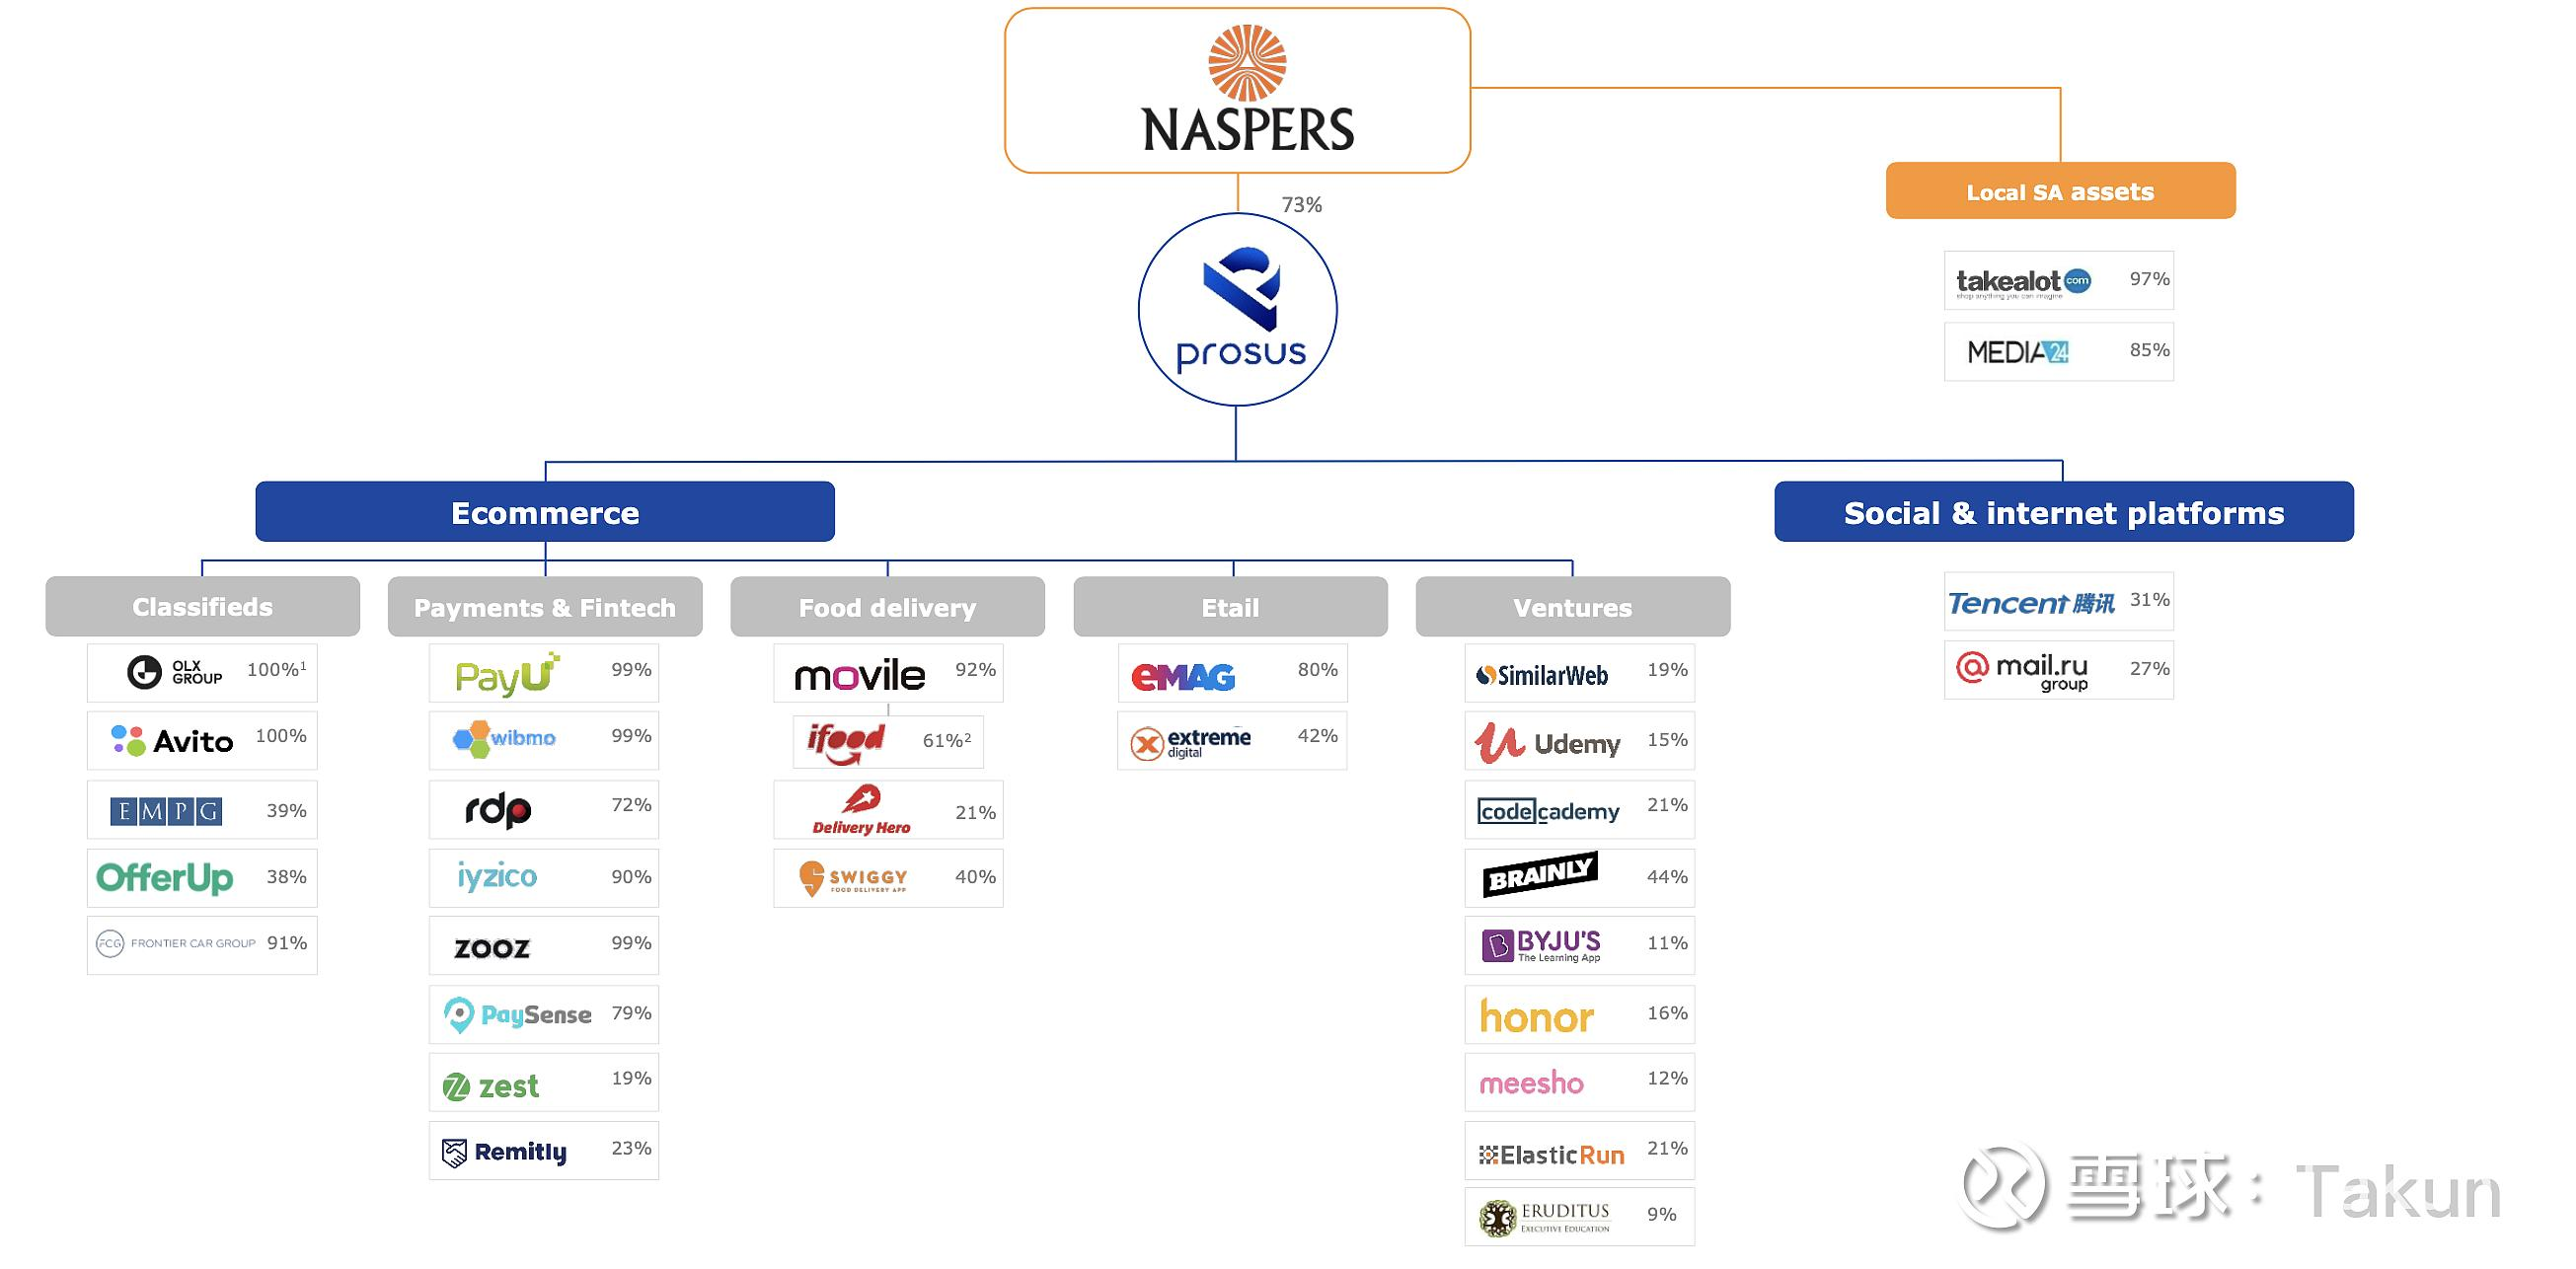 NASPERS
73%
prosus
Local SA assets
takealot com 97%
shop anything you can imagine
MEDIA24 85%
Ecommerce
Social & internet platforms
Classifieds
OLX GROUP 100%1
Avito 100%
EMPG 39%
OfferUp 38%
FCG FRONTIER CAR GROUP 91%
Payments & Fintech
PayU 99%
wibmo 99%
rdp 72%
iyzico 90%
zooz 99%
PaySense 79%
zest 19%
Remitly 23%
Food delivery
movile 92%
ifood 61%2
Delivery Hero 21%
SWIGGY 40%
FOOD DELIVERY APP
Etail
eMAG 80%
extreme digital 42%
Ventures
SimilarWeb 19%
Udemy 15%
codecademy 21%
BRAINLY 44%
BYJU'S 11%
The Learning App
honor 16%
meesho 12%
ElasticRun 21%
ERUDITUS 9%
EXECUTIVE EDUCATION
Tencent 腾讯 31%
@mail.ru group 27%
雪球：Takun